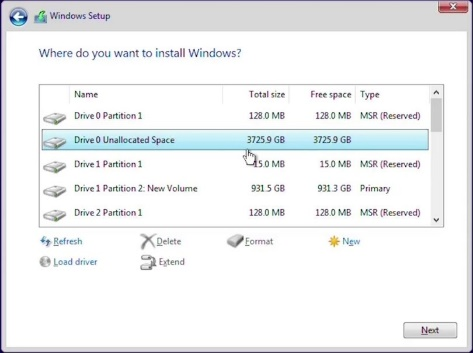 Windows Setup
Where do you want to install Windows?
Name Total size Free space Type
Drive 0 Partition 1 128.0 MB 128.0 MB MSR (Reserved)
Drive 0 Unallocated Space 3725.9 GB 3725.9 GB
Drive 1 Partition 1 15.0 MB 15.0 MB MSR (Reserved)
Drive 1 Partition 2: New Volume 931.5 GB 931.3 GB Primary
Drive 2 Partition 1 128.0 MB 128.0 MB MSR (Reserved)
Refresh Delete Format New
Load driver Extend
Next